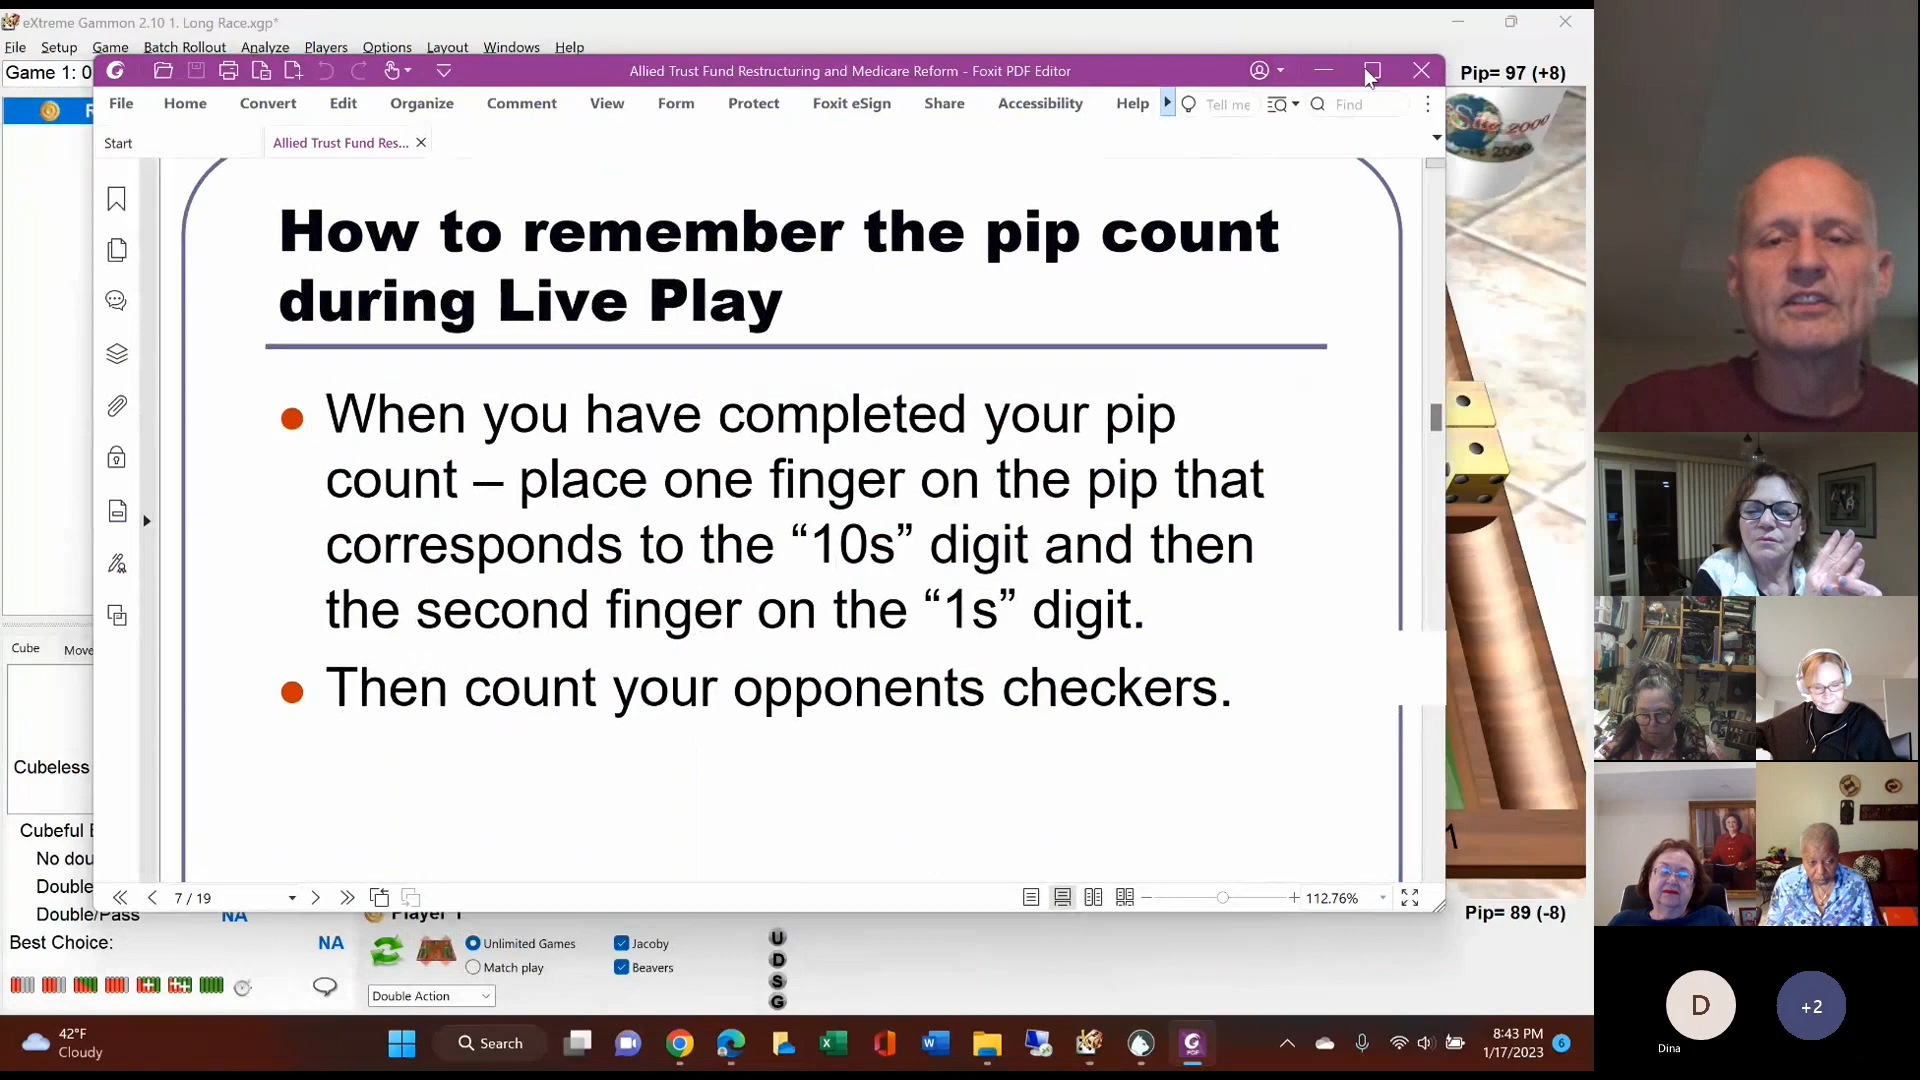 eXtreme Gammon 2.10 1. Long Race.xgp*
File Setup Game Batch Rollout Analyze Players Options Layout Windows Help
Game 1: 0
Pip= 97 (+8)
Allied Trust Fund Restructuring and Medicare Reform - Foxit PDF Editor
File Home Convert Edit Organize Comment View Form Protect Foxit eSign Share Accessibility Help Tell me Find
Start Allied Trust Fund Res...
How to remember the pip count
during Live Play
When you have completed your pip
count – place one finger on the pip that
corresponds to the “10s” digit and then
the second finger on the “1s” digit.
Then count your opponents checkers.
Site 2000
Cube Move
Cubeless
Cubeful
No dou
Double
Double/Pass NA
Best Choice: NA
7 / 19
112.76%
Player 1
Pip= 89 (-8)
Unlimited Games Jacoby
Match play Beavers
Double Action
U
D
S
G
D
+2
Dina
42°F
Cloudy
Search
8:43 PM
1/17/2023
6